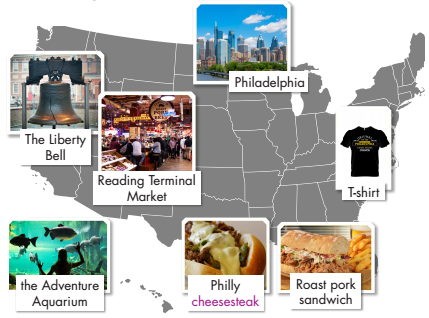 Philadelphia
The Liberty
Bell
Reading Terminal
Market
T-shirt
the Adventure
Aquarium
Philly
cheesesteak
Roast pork
sandwich